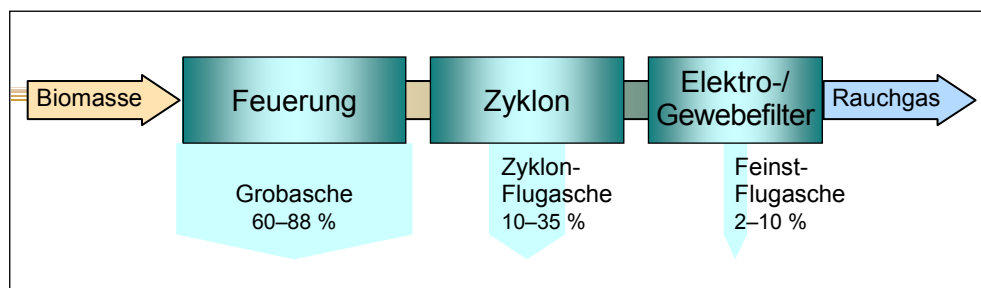 Biomasse
Feuerung
Zyklon
Elektro-/
Gewebefilter
Rauchgas
Grobasche
60–88 %
Zyklon-
Flugasche
10–35 %
Feinst-
Flugasche
2–10 %